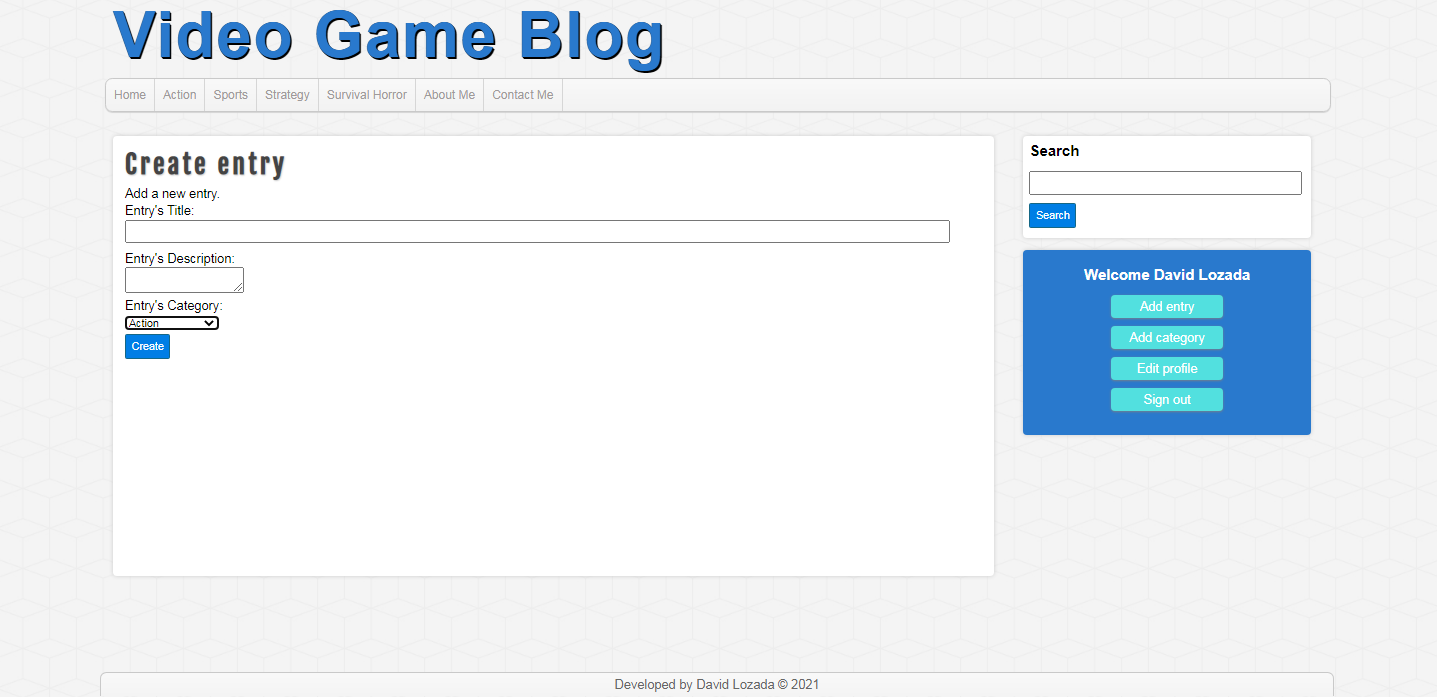 Video Game Blog
Home Action Sports Strategy Survival Horror About Me Contact Me
Create entry
Add a new entry.
Entry's Title:
Entry's Description:
Entry's Category:
Action
Create
Search
Search
Welcome David Lozada
Add entry
Add category
Edit profile
Sign out
Developed by David Lozada © 2021